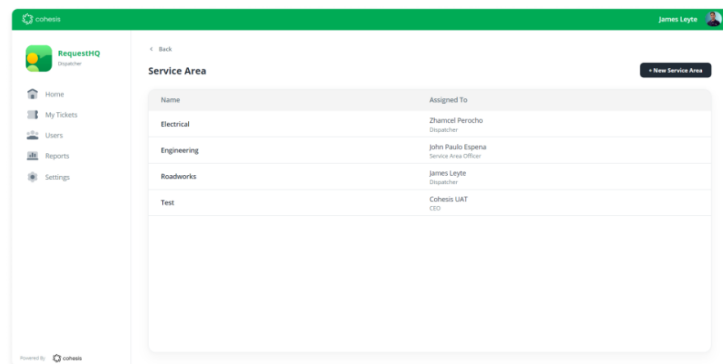 cohesis
James Leyte
RequestHQ
Dispatcher
Home
My Tickets
Users
Reports
Settings
Powered By cohesis
< Back
Service Area
+ New Service Area
Name Assigned To
Electrical Zhamcel Perocho
Dispatcher
Engineering John Paulo Espena
Service Area Officer
Roadworks James Leyte
Dispatcher
Test Cohesis UAT
CEO